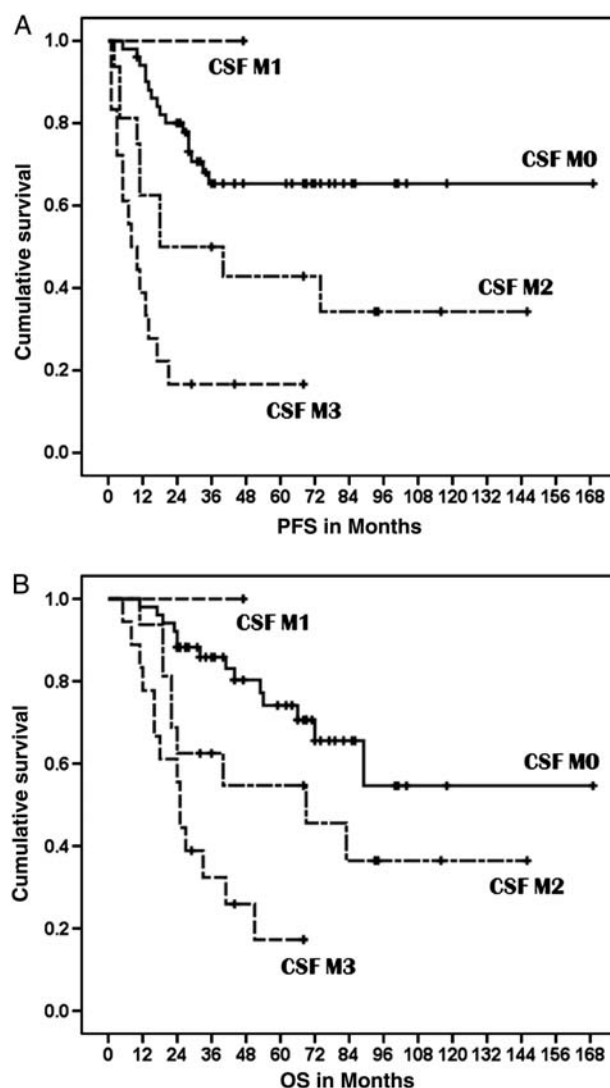 A
1.0
CSF M1
0.8
CSF M0
0.6
Cumulative survival
0.4
CSF M2
0.2
CSF M3
0.0
0 12 24 36 48 60 72 84 96 108 120 132 144 156 168
PFS in Months
B
1.0
CSF M1
0.8
0.6
CSF M0
Cumulative survival
0.4
CSF M2
0.2
CSF M3
0.0
0 12 24 36 48 60 72 84 96 108 120 132 144 156 168
OS in Months